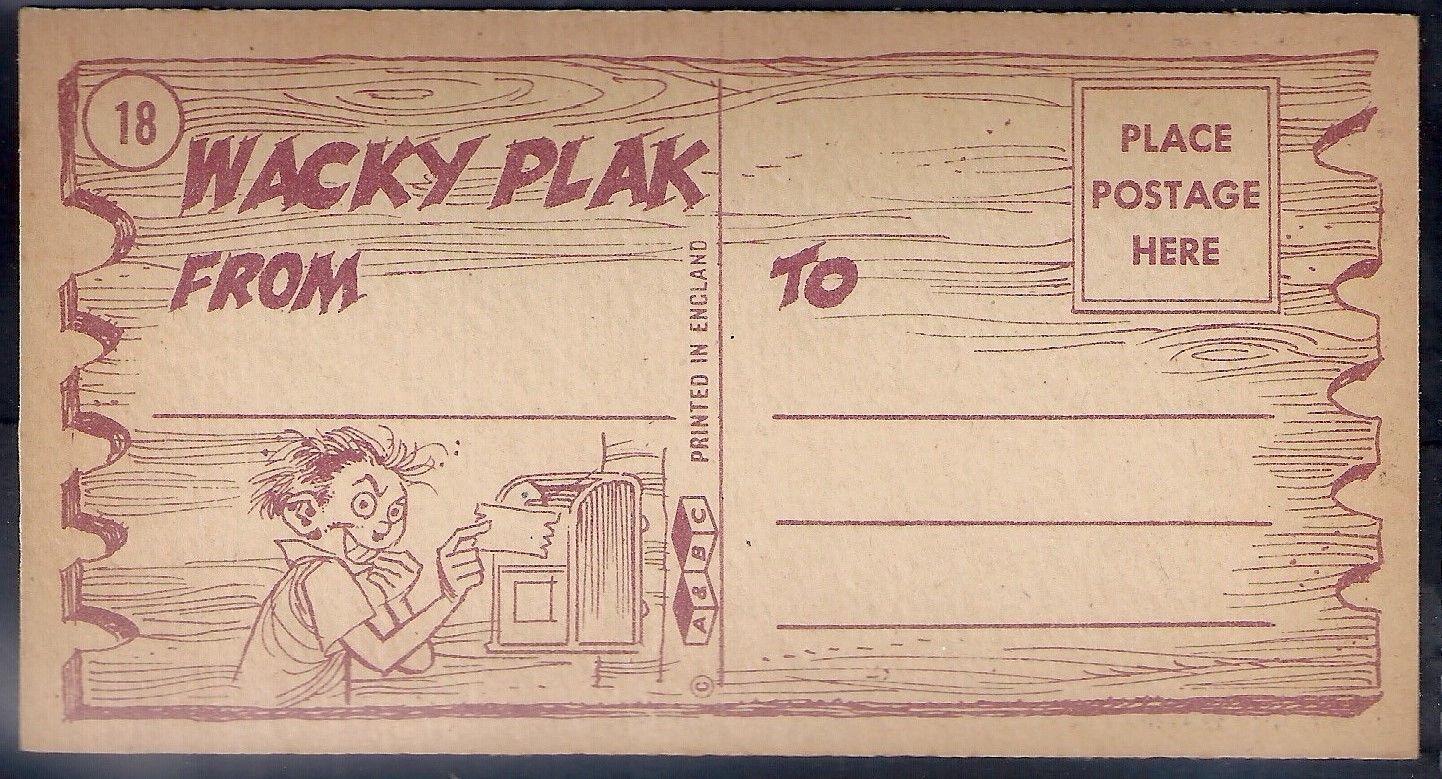 18
WACKY PLAK
FROM
PRINTED IN ENGLAND
A & B C
©
TO
PLACE
POSTAGE
HERE